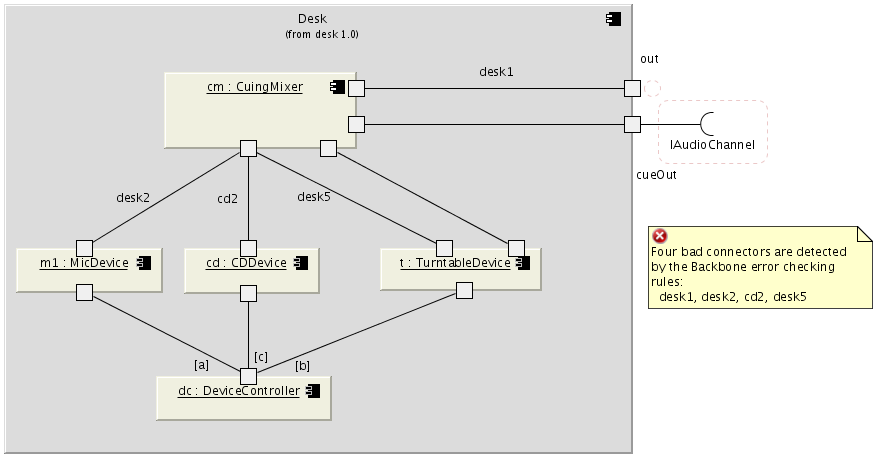 Desk
(from desk 1.0)
desk1
out
cm : CuingMixer
IAudioChannel
cueOut
desk2
cd2
desk5
m1 : MicDevice
cd : CDDevice
t : TurntableDevice
Four bad connectors are detected
by the Backbone error checking
rules:
desk1, desk2, cd2, desk5
[a]
[c]
[b]
dc : DeviceController